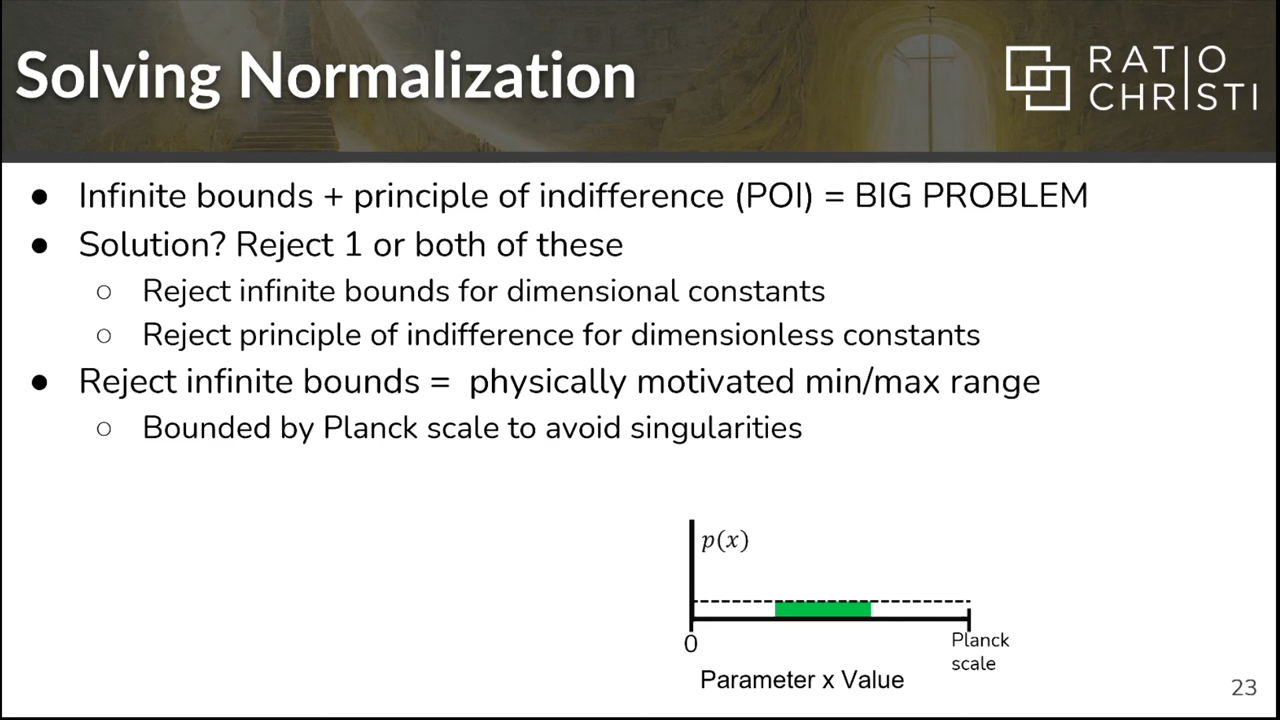 Solving Normalization
RATIO
CHRISTI
● Infinite bounds + principle of indifference (POI) = BIG PROBLEM
● Solution? Reject 1 or both of these
○ Reject infinite bounds for dimensional constants
○ Reject principle of indifference for dimensionless constants
● Reject infinite bounds = physically motivated min/max range
○ Bounded by Planck scale to avoid singularities
p(x)
0
Planck
scale
Parameter x Value
23